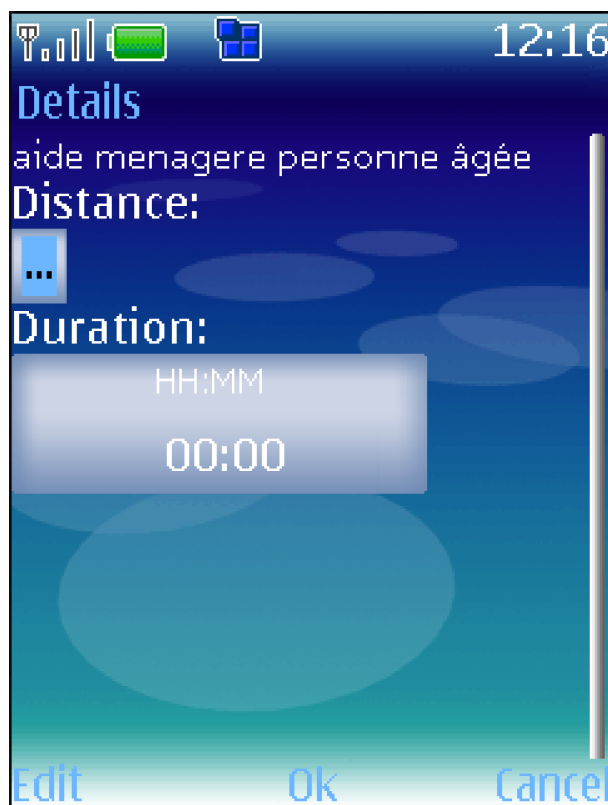 12:16
Details
aide menagere personne âgée
Distance:
...
Duration:
HH:MM
00:00
Edit Ok Cancel